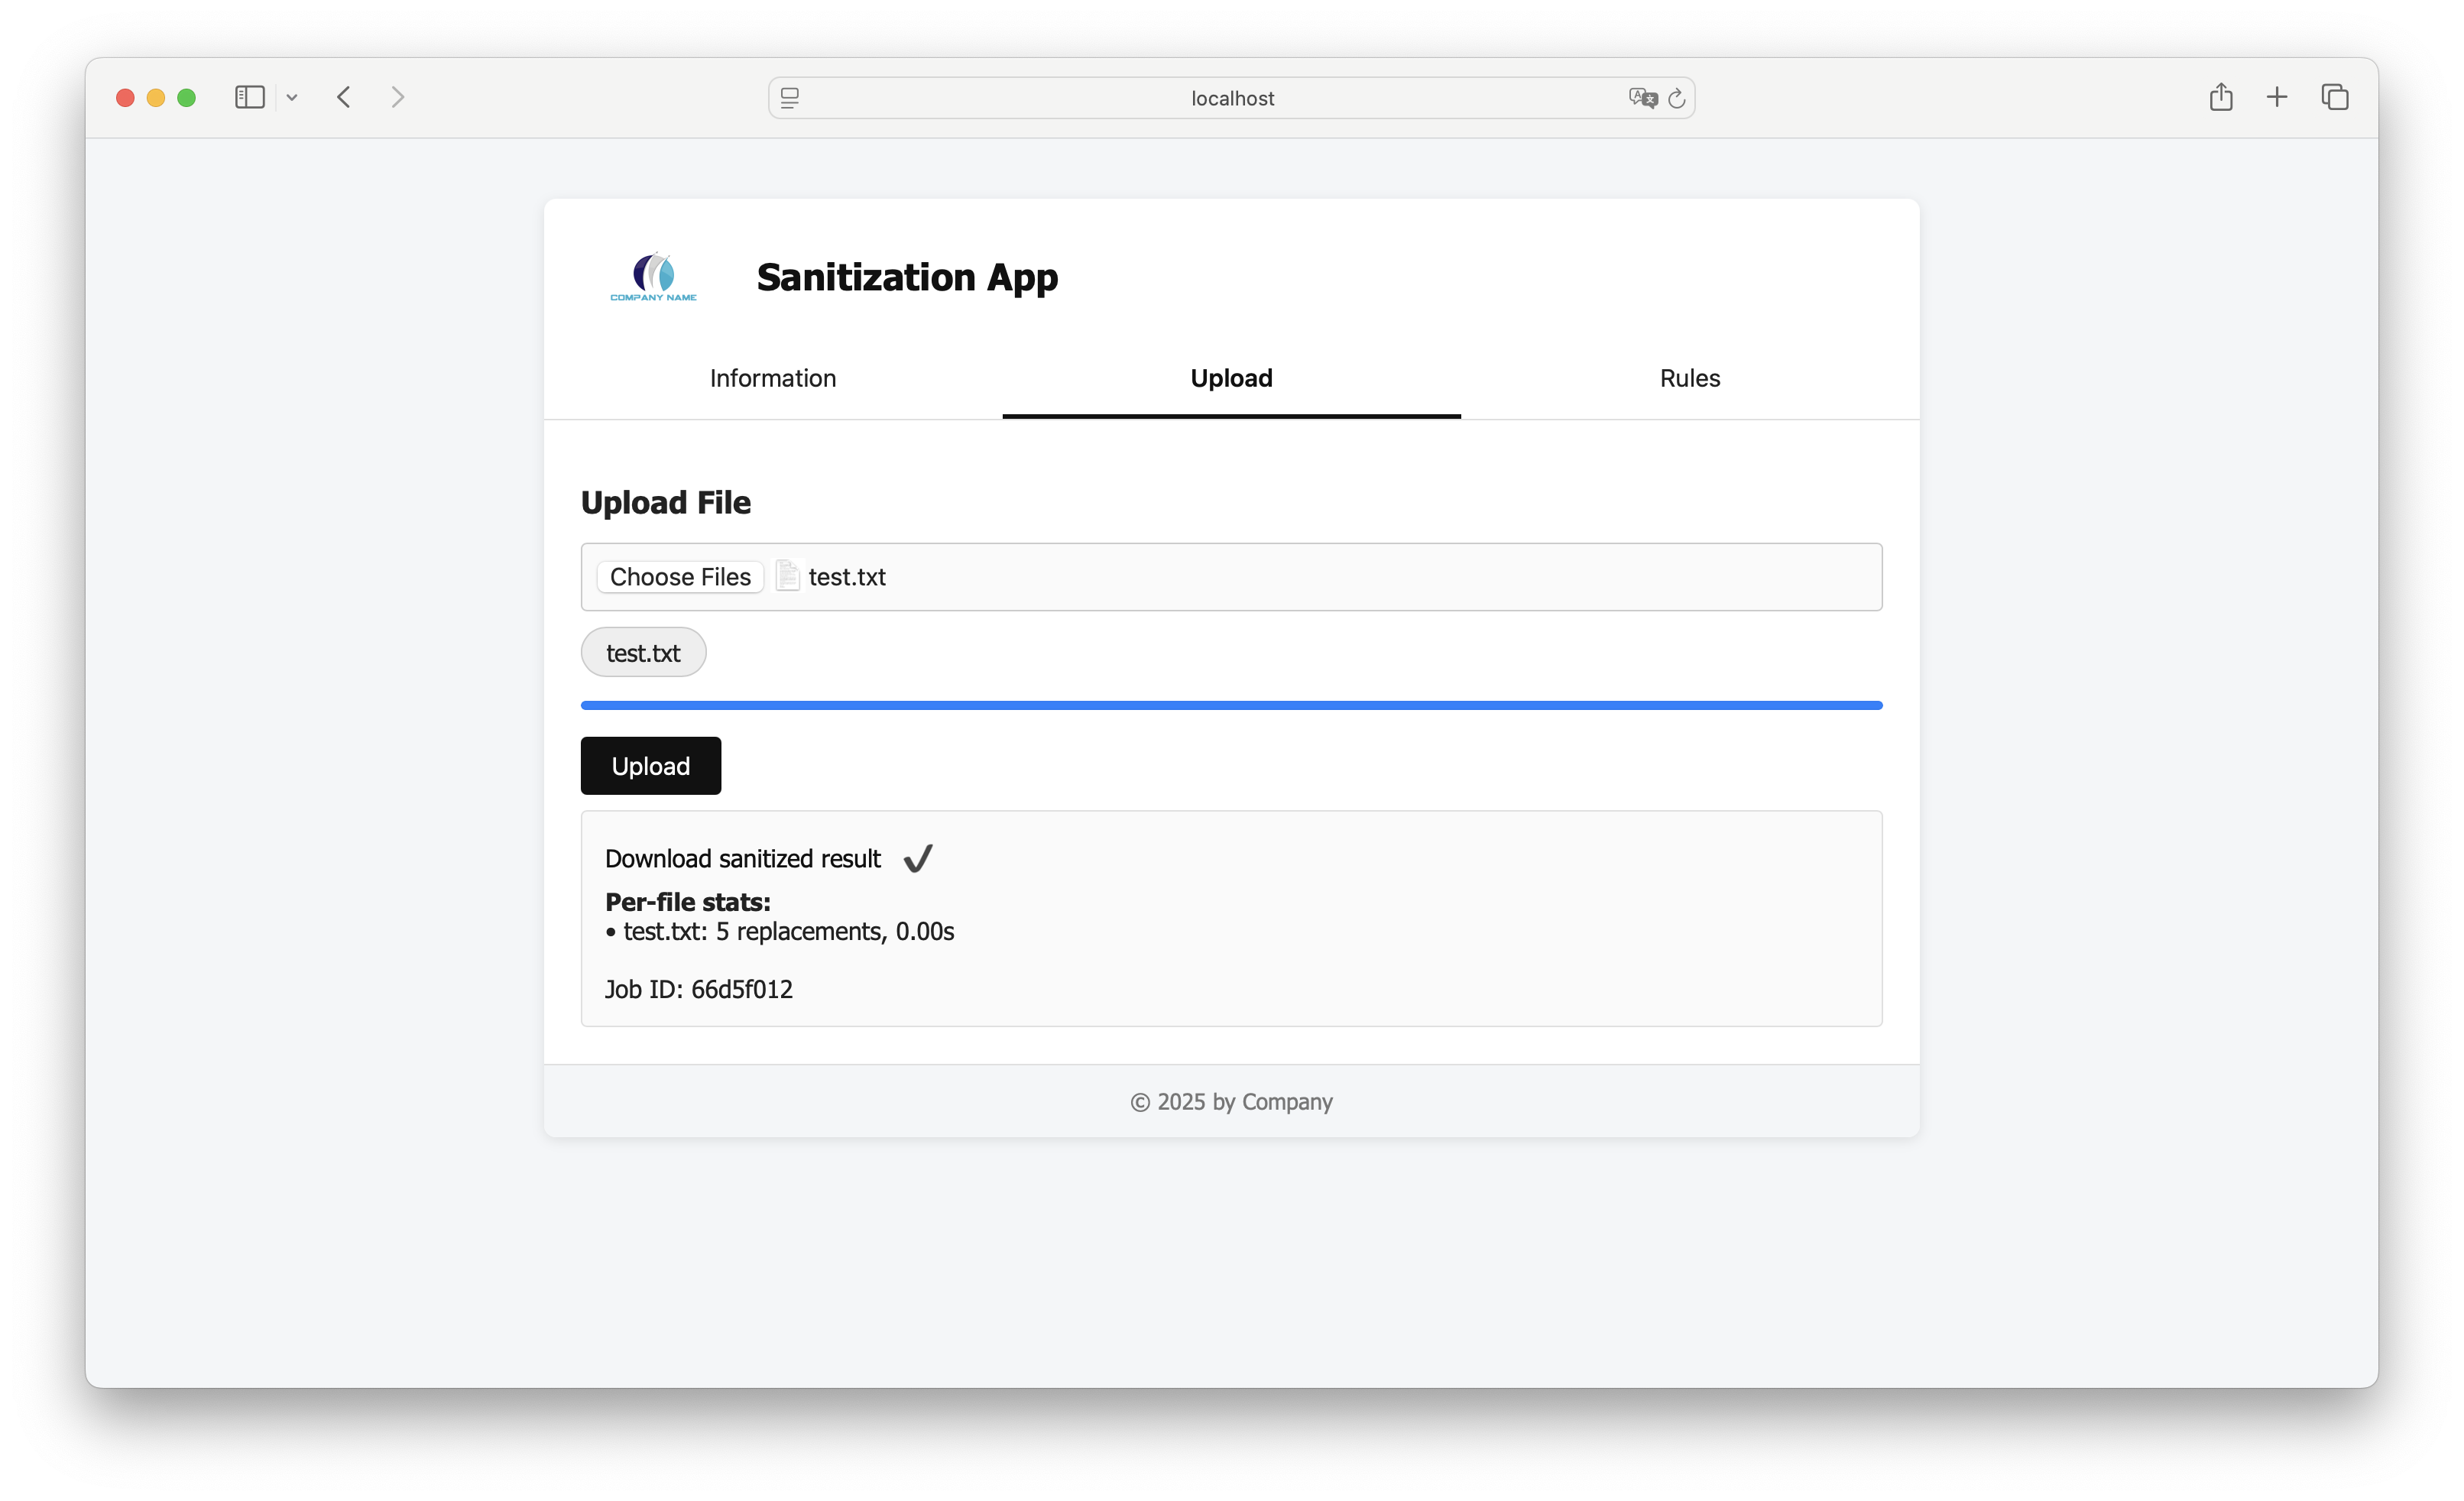 localhost
COMPANY NAME
Sanitization App
Information
Upload
Rules
Upload File
Choose Files test.txt
test.txt
Upload
Download sanitized result ✔
Per-file stats:
• test.txt: 5 replacements, 0.00s
Job ID: 66d5f012
© 2025 by Company